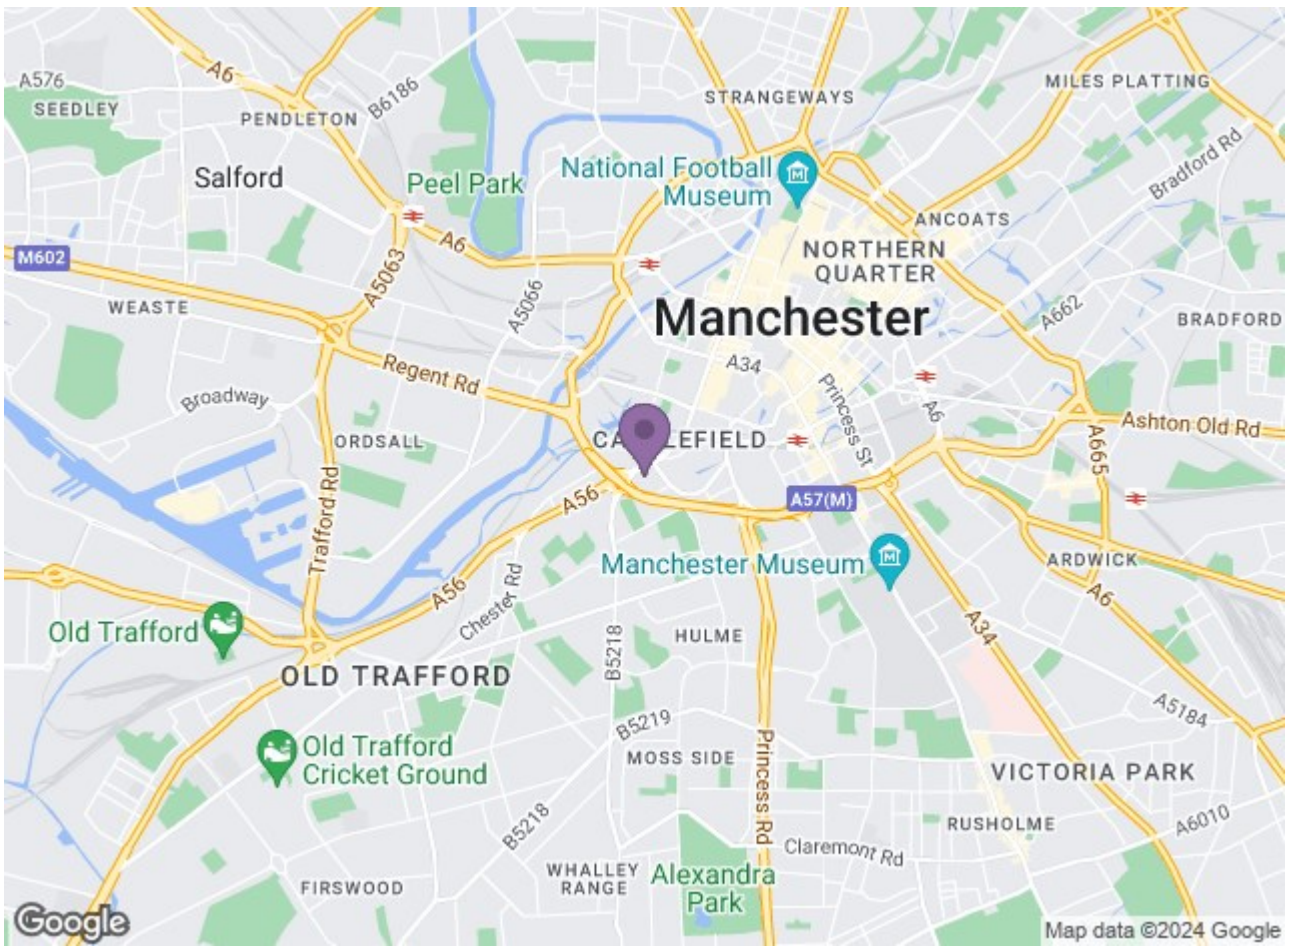 A6
A576
SEEDLEY
PENDLETON
B6186
STRANGEWAYS
MILES PLATTING
Bradford Rd
Salford
Peel Park
National Football
Museum
ANCOATS
A6
NORTHERN
QUARTER
M602
A5063
WEASTE
A5066
Manchester
A662
BRADFORD
Regent Rd
A34
Princess St
A6
Broadway
ORDSALL
Ashton Old Rd
A665
Trafford Rd
A56
A57(M)
Manchester Museum
ARDWICK
A6
A56
Chester Rd
Old Trafford
B5218
HULME
A34
OLD TRAFFORD
A5184
B5219
Old Trafford
Cricket Ground
MOSS SIDE
Princess Rd
VICTORIA PARK
B5218
RUSHOLME
A6010
Claremont Rd
WHALLEY
RANGE
Alexandra
Park
FIRSWOOD
Google
Map data ©2024 Google